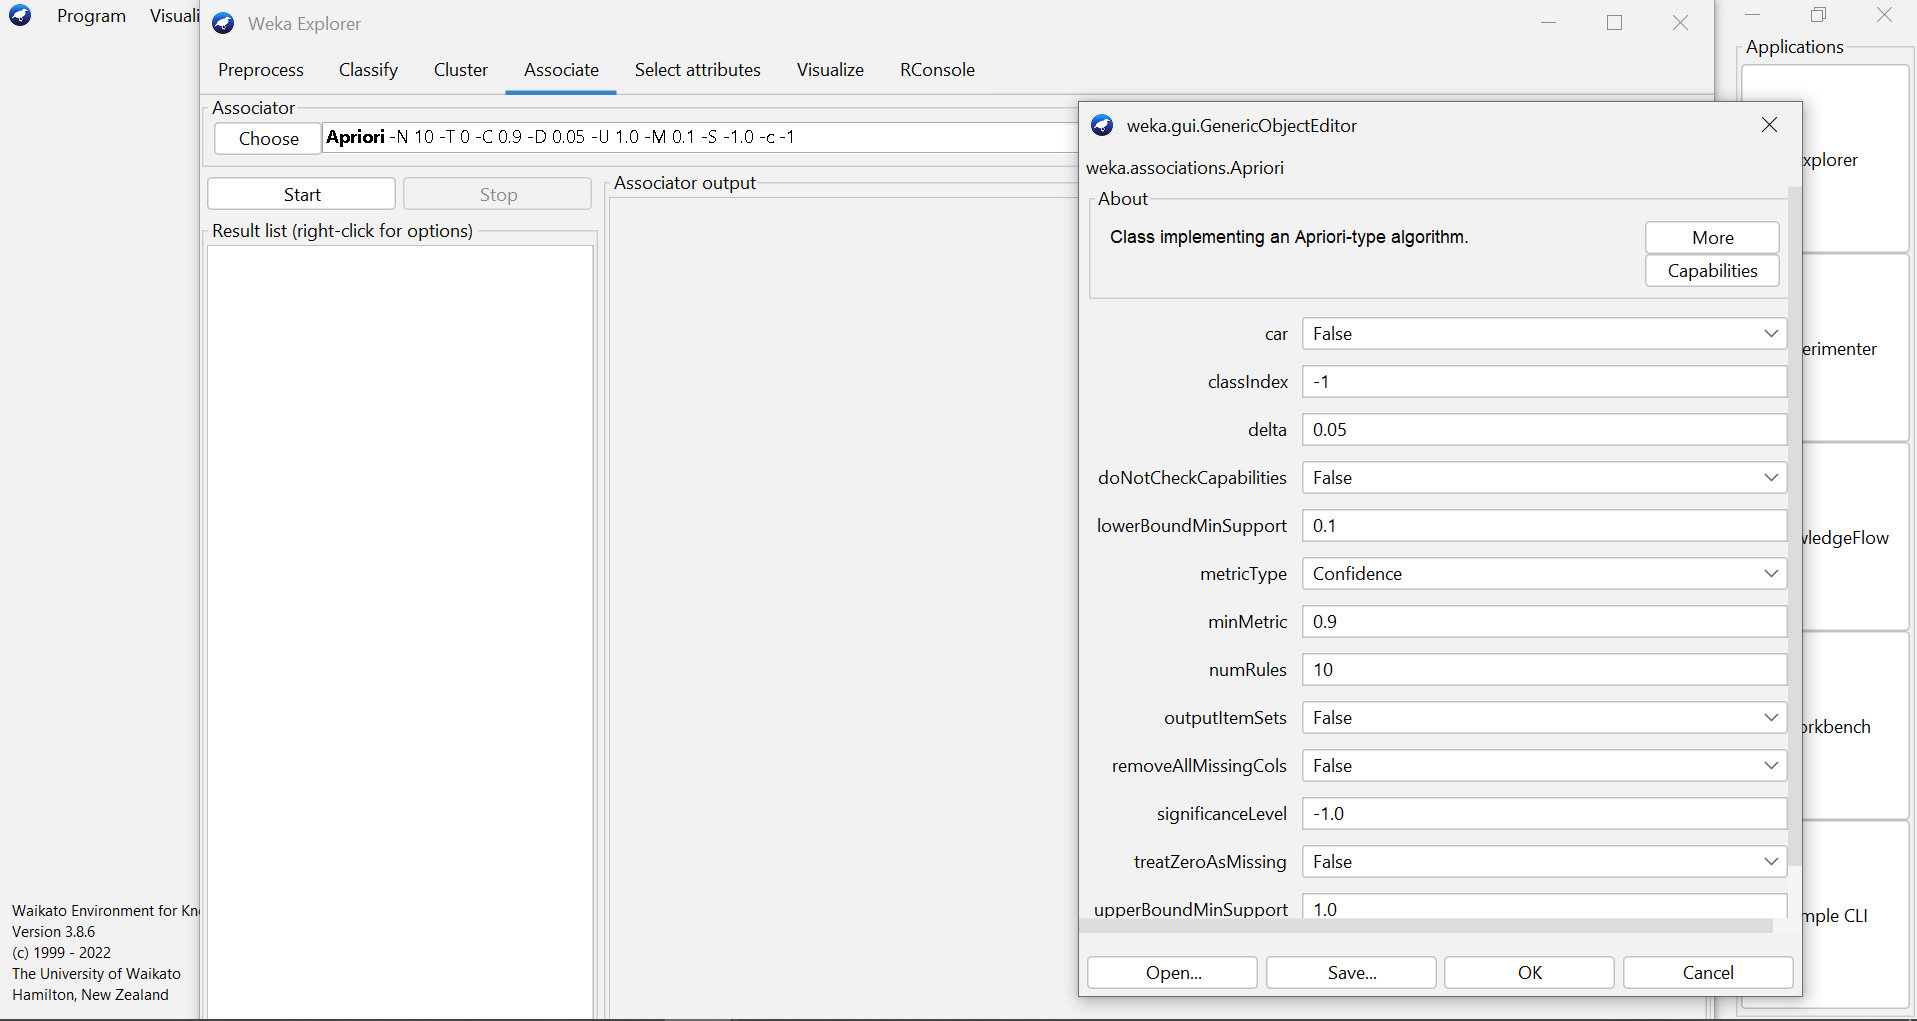 Program
Visuali
Weka Explorer
Preprocess
Classify
Cluster
Associate
Select attributes
Visualize
RConsole
Associator
Choose
Apriori -N 10 -T 0 -C 0.9 -D 0.05 -U 1.0 -M 0.1 -S -1.0 -c -1
Start
Stop
Result list (right-click for options)
Associator output
weka.gui.GenericObjectEditor
weka.associations.Apriori
About
Class implementing an Apriori-type algorithm.
More
Capabilities
car False
classIndex -1
delta 0.05
doNotCheckCapabilities False
lowerBoundMinSupport 0.1
metricType Confidence
minMetric 0.9
numRules 10
outputItemSets False
removeAllMissingCols False
significanceLevel -1.0
treatZeroAsMissing False
upperBoundMinSupport 1.0
Open...
Save...
OK
Cancel
Applications
xplorer
erimenter
wledgeFlow
orkbench
mple CLI
Waikato Environment for Kn
Version 3.8.6
(c) 1999 - 2022
The University of Waikato
Hamilton, New Zealand